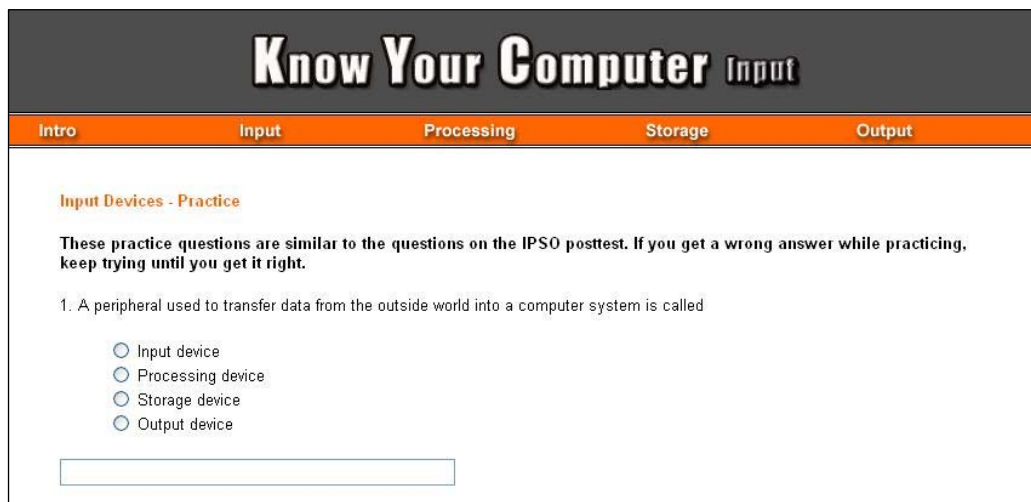 Know Your Computer Input
Intro Input Processing Storage Output
Input Devices - Practice
These practice questions are similar to the questions on the IPSO posttest. If you get a wrong answer while practicing,
keep trying until you get it right.
1. A peripheral used to transfer data from the outside world into a computer system is called
Input device
Processing device
Storage device
Output device